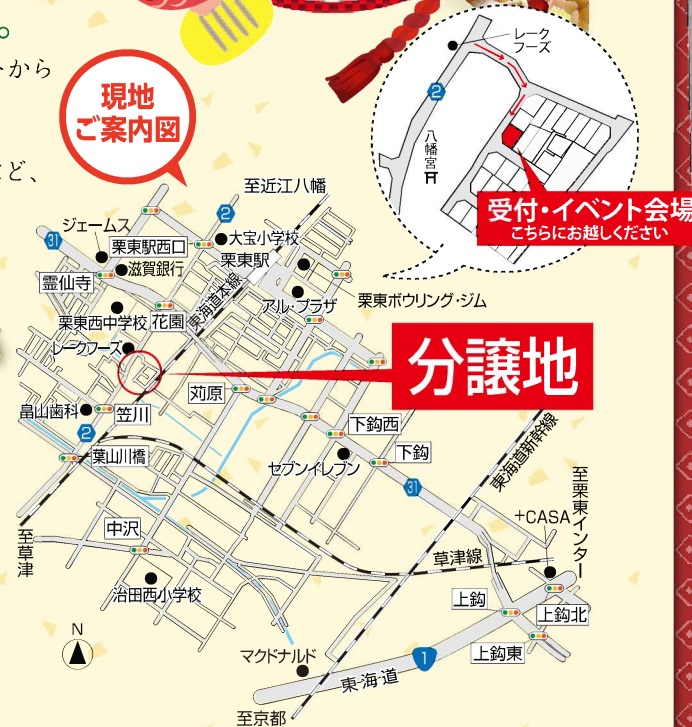 。
トから
ど、
現地
ご案内図
レーク
フーズ
2
八幡宮
受付・イベント会場
こちらにお越しください
至近江八幡
ジェームス
2
31
栗東駅西口
大宝小学校
滋賀銀行
栗東駅
霊仙寺
東海道本線
アル・プラザ
栗東ボウリング・ジム
栗東西中学校
花園
レークフーズ
分譲地
苅原
畠山歯科
笠川
2
下鈎西
下鈎
葉山川橋
セブンイレブン
31
東海道新幹線
至栗東インター
+CASA
至草津
中沢
草津線
治田西小学校
上鈎
上鈎北
上鈎東
N
マクドナルド
1
東海道
至京都